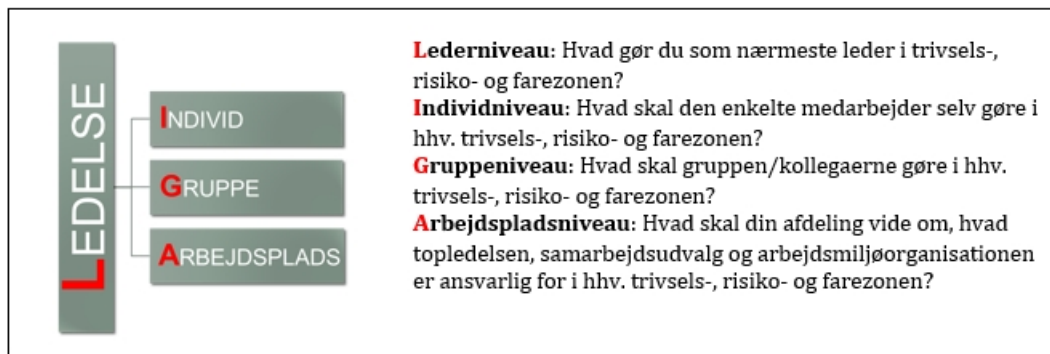 LEDELSE
INDIVID
GRUPPE
ARBEJDSPLADS
Lederniveau: Hvad gør du som nærmeste leder i trivsels-,
risiko- og farezonen?
Individniveau: Hvad skal den enkelte medarbejder selv gøre i
hhv. trivsels-, risiko- og farezonen?
Gruppeniveau: Hvad skal gruppen/kollegaerne gøre i hhv.
trivsels-, risiko- og farezonen?
Arbejdspladsniveau: Hvad skal din afdeling vide om, hvad
topledelsen, samarbejdsudvalg og arbejdsmiljøorganisationen
er ansvarlig for i hhv. trivsels-, risiko- og farezonen?